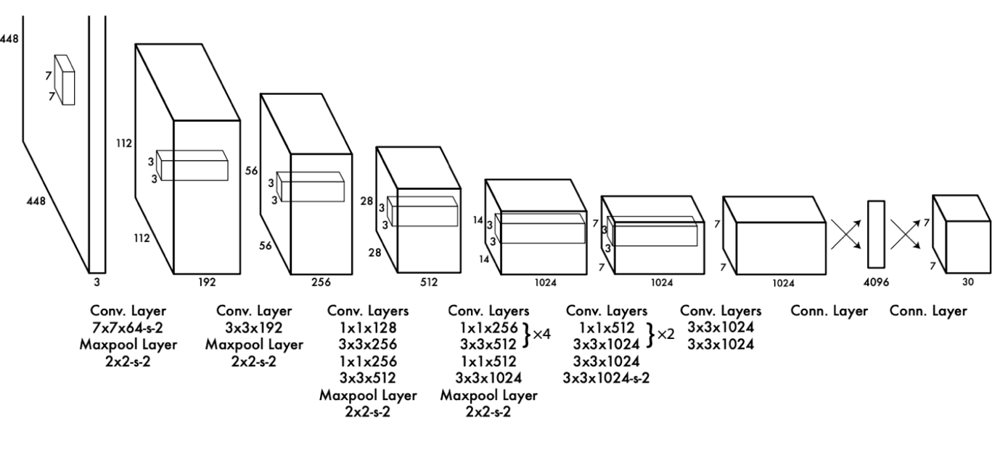 448
7
7
448
3
112
3
3
112
192
56
3
3
56
256
28
3
3
28
512
14
3
3
14
1024
7
3
3
7
1024
7
7
1024
4096
7
7
30
Conv. Layer
7x7x64-s-2
Maxpool Layer
2x2-s-2
Conv. Layer
3x3x192
Maxpool Layer
2x2-s-2
Conv. Layers
1x1x128
3x3x256
1x1x256
3x3x512
Maxpool Layer
2x2-s-2
Conv. Layers
1x1x256
3x3x512
}×4
1x1x512
3x3x1024
Maxpool Layer
2x2-s-2
Conv. Layers
1x1x512
3x3x1024
}×2
3x3x1024
3x3x1024-s-2
Conv. Layers
3x3x1024
3x3x1024
Conn. Layer
Conn. Layer